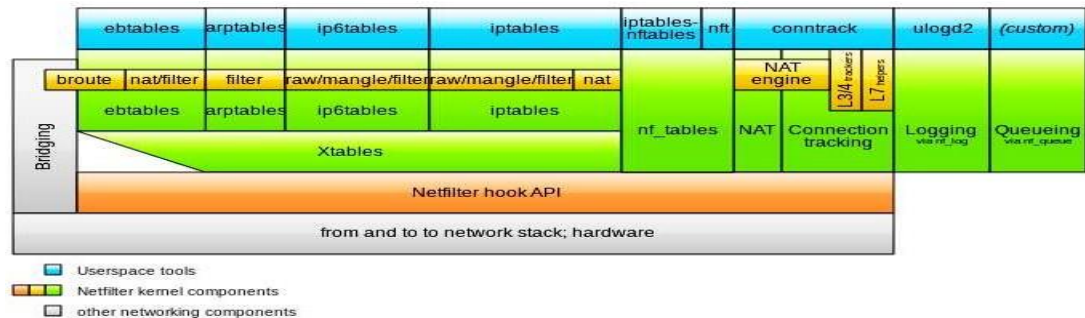 ebtables arptables ip6tables iptables iptables-nftables nft conntrack ulogd2 (custom)
Bridging
broute nat/filter filter raw/mangle/filter raw/mangle/filter nat
NAT engine
L3/4 trackers
L7 helpers
ebtables arptables ip6tables iptables
nf_tables
NAT
Connection tracking
Logging via nf_log
Queueing via nf_queue
Xtables
Netfilter hook API
from and to to network stack; hardware
Userspace tools
Netfilter kernel components
other networking components